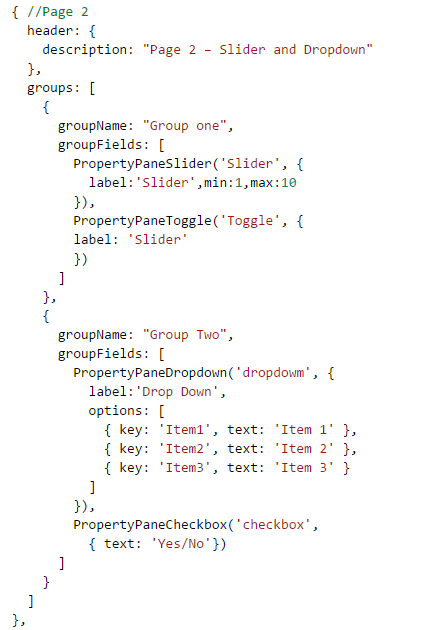 { //Page 2
  header: {
    description: "Page 2 – Slider and Dropdown"
  },
  groups: [
    {
      groupName: "Group one",
      groupFields: [
        PropertyPaneSlider('Slider', {
          label:'Slider',min:1,max:10
        }),
        PropertyPaneToggle('Toggle', {
        label: 'Slider'
        })
      ]
    },
    {
      groupName: "Group Two",
      groupFields: [
        PropertyPaneDropdown('dropdowm', {
          label:'Drop Down',
          options: [
            { key: 'Item1', text: 'Item 1' },
            { key: 'Item2', text: 'Item 2' },
            { key: 'Item3', text: 'Item 3' }
          ]
        }),
        PropertyPaneCheckbox('checkbox',
          { text: 'Yes/No'})
      ]
    }
  ]
},